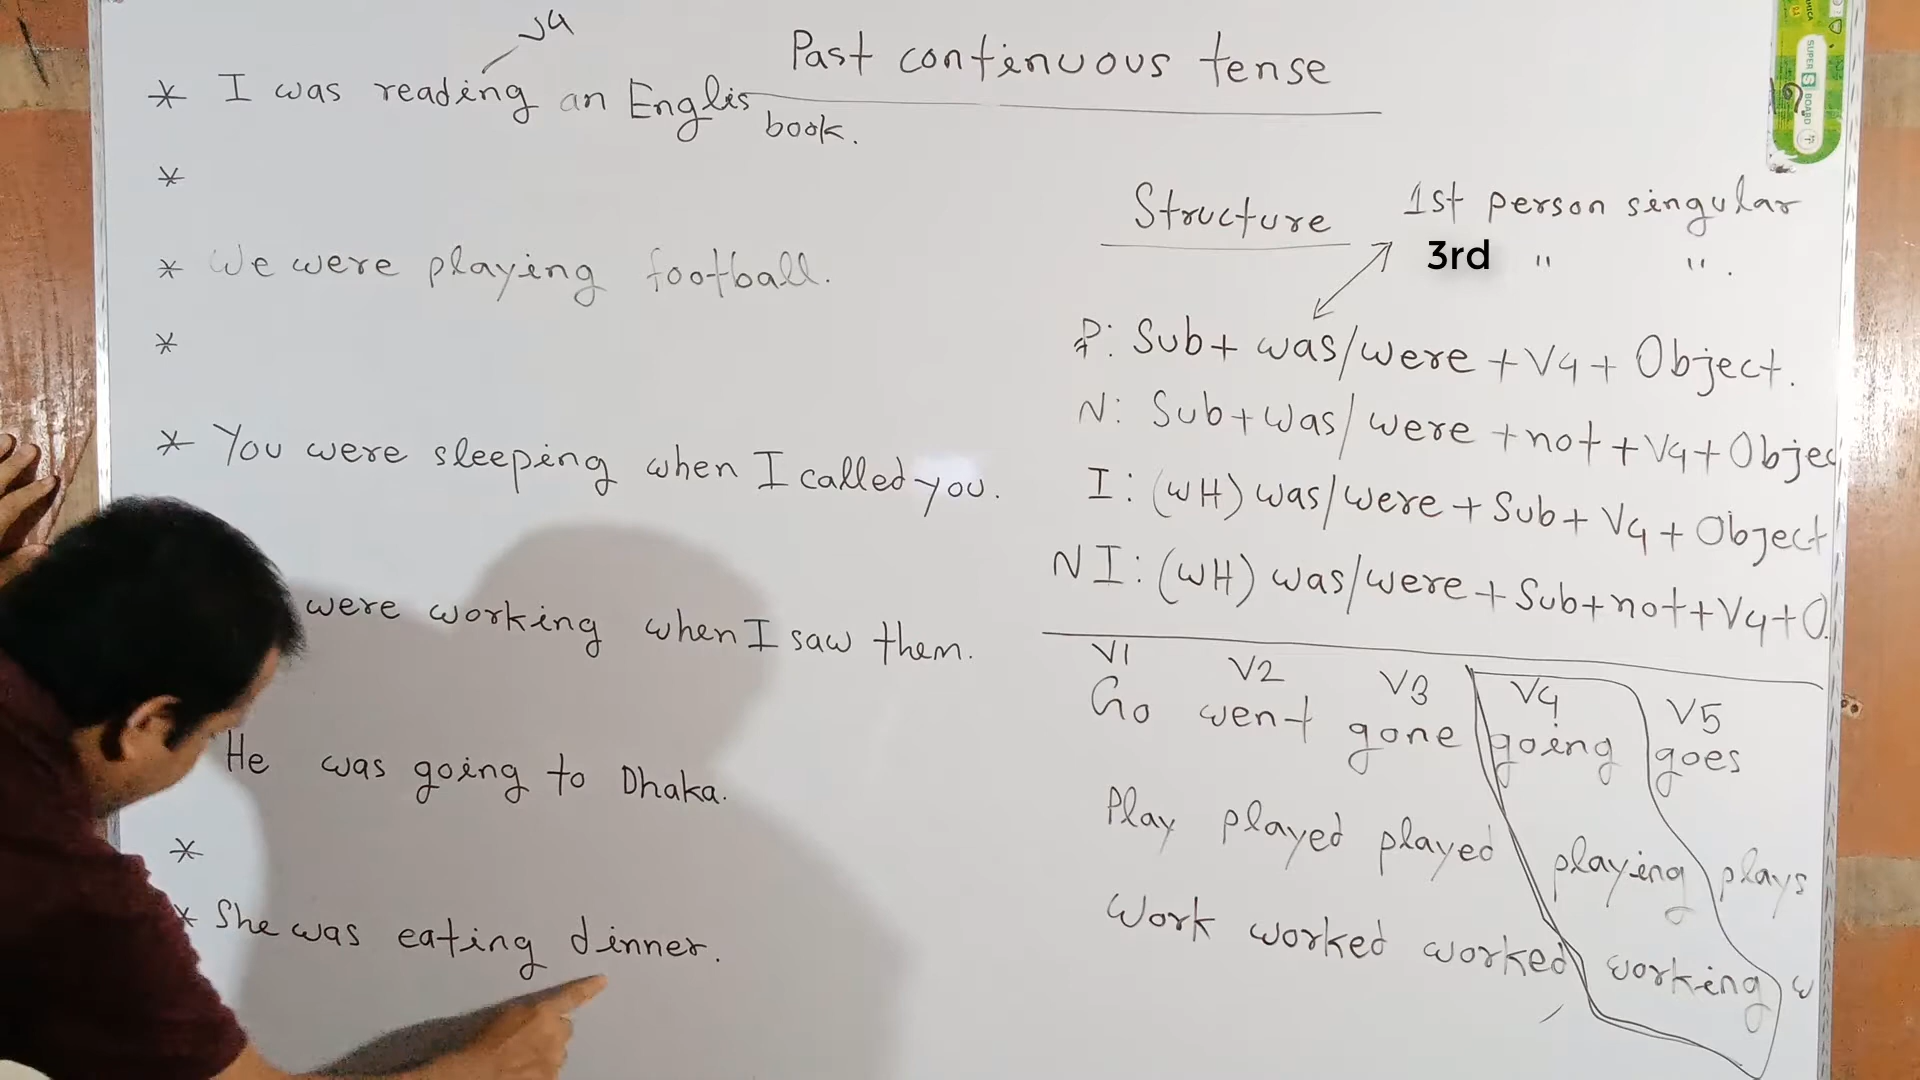 V4
Past continuous tense
* I was reading an Englis
book.
*
* We were playing football.
*
* You were sleeping when I called you.
were working when I saw them.
He was going to Dhaka.
*
* She was eating dinner.
Structure
1st person singular
3rd " " .
P: Sub + was/were + V4 + Object.
N: Sub + was/were + not + V4 + Objec
I: (WH) was/were + Sub + V4 + Object
NI: (WH) was/were + Sub + not + V4 + O.
V1 V2 V3 V4 V5
Go went gone going goes
Play played played playing plays
Work worked worked working w
SUPER S BOARD